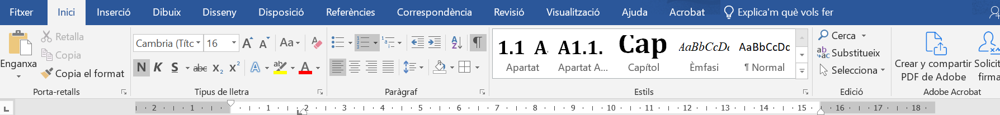 Fitxer Inici Inserció Dibuix Disseny Disposició Referències Correspondència Revisió Visualització Ajuda Acrobat Explica'm què vols fer
Enganxa
Retalla
Copia
Copia el format
Porta-retalls
Cambria (Títo 16 A A Aa A
N K S abc X2 X2 A ab A
Tipus de lletra
Paràgraf
1.1 A. A1.1. Cap AaBbCcDc AaBbCcDc
Apartat Apartat A... Capítol Èmfasi ¶ Normal
Estils
Cerca
Substitueix
Selecciona
Edició
Crear y compartir
PDF de Adobe
Solicit
firma
Adobe Acrobat
2 1 1 2 3 4 5 6 7 8 9 10 11 12 13 14 15 16 17 18